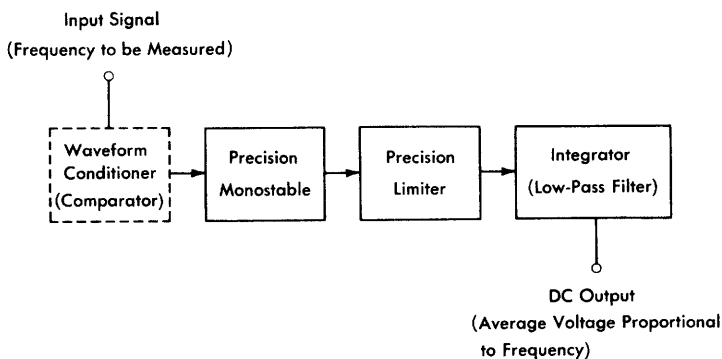 Input Signal
(Frequency to be Measured)
Waveform
Conditioner
(Comparator)
Precision
Monostable
Precision
Limiter
Integrator
(Low-Pass Filter)
DC Output
(Average Voltage Proportional
to Frequency)